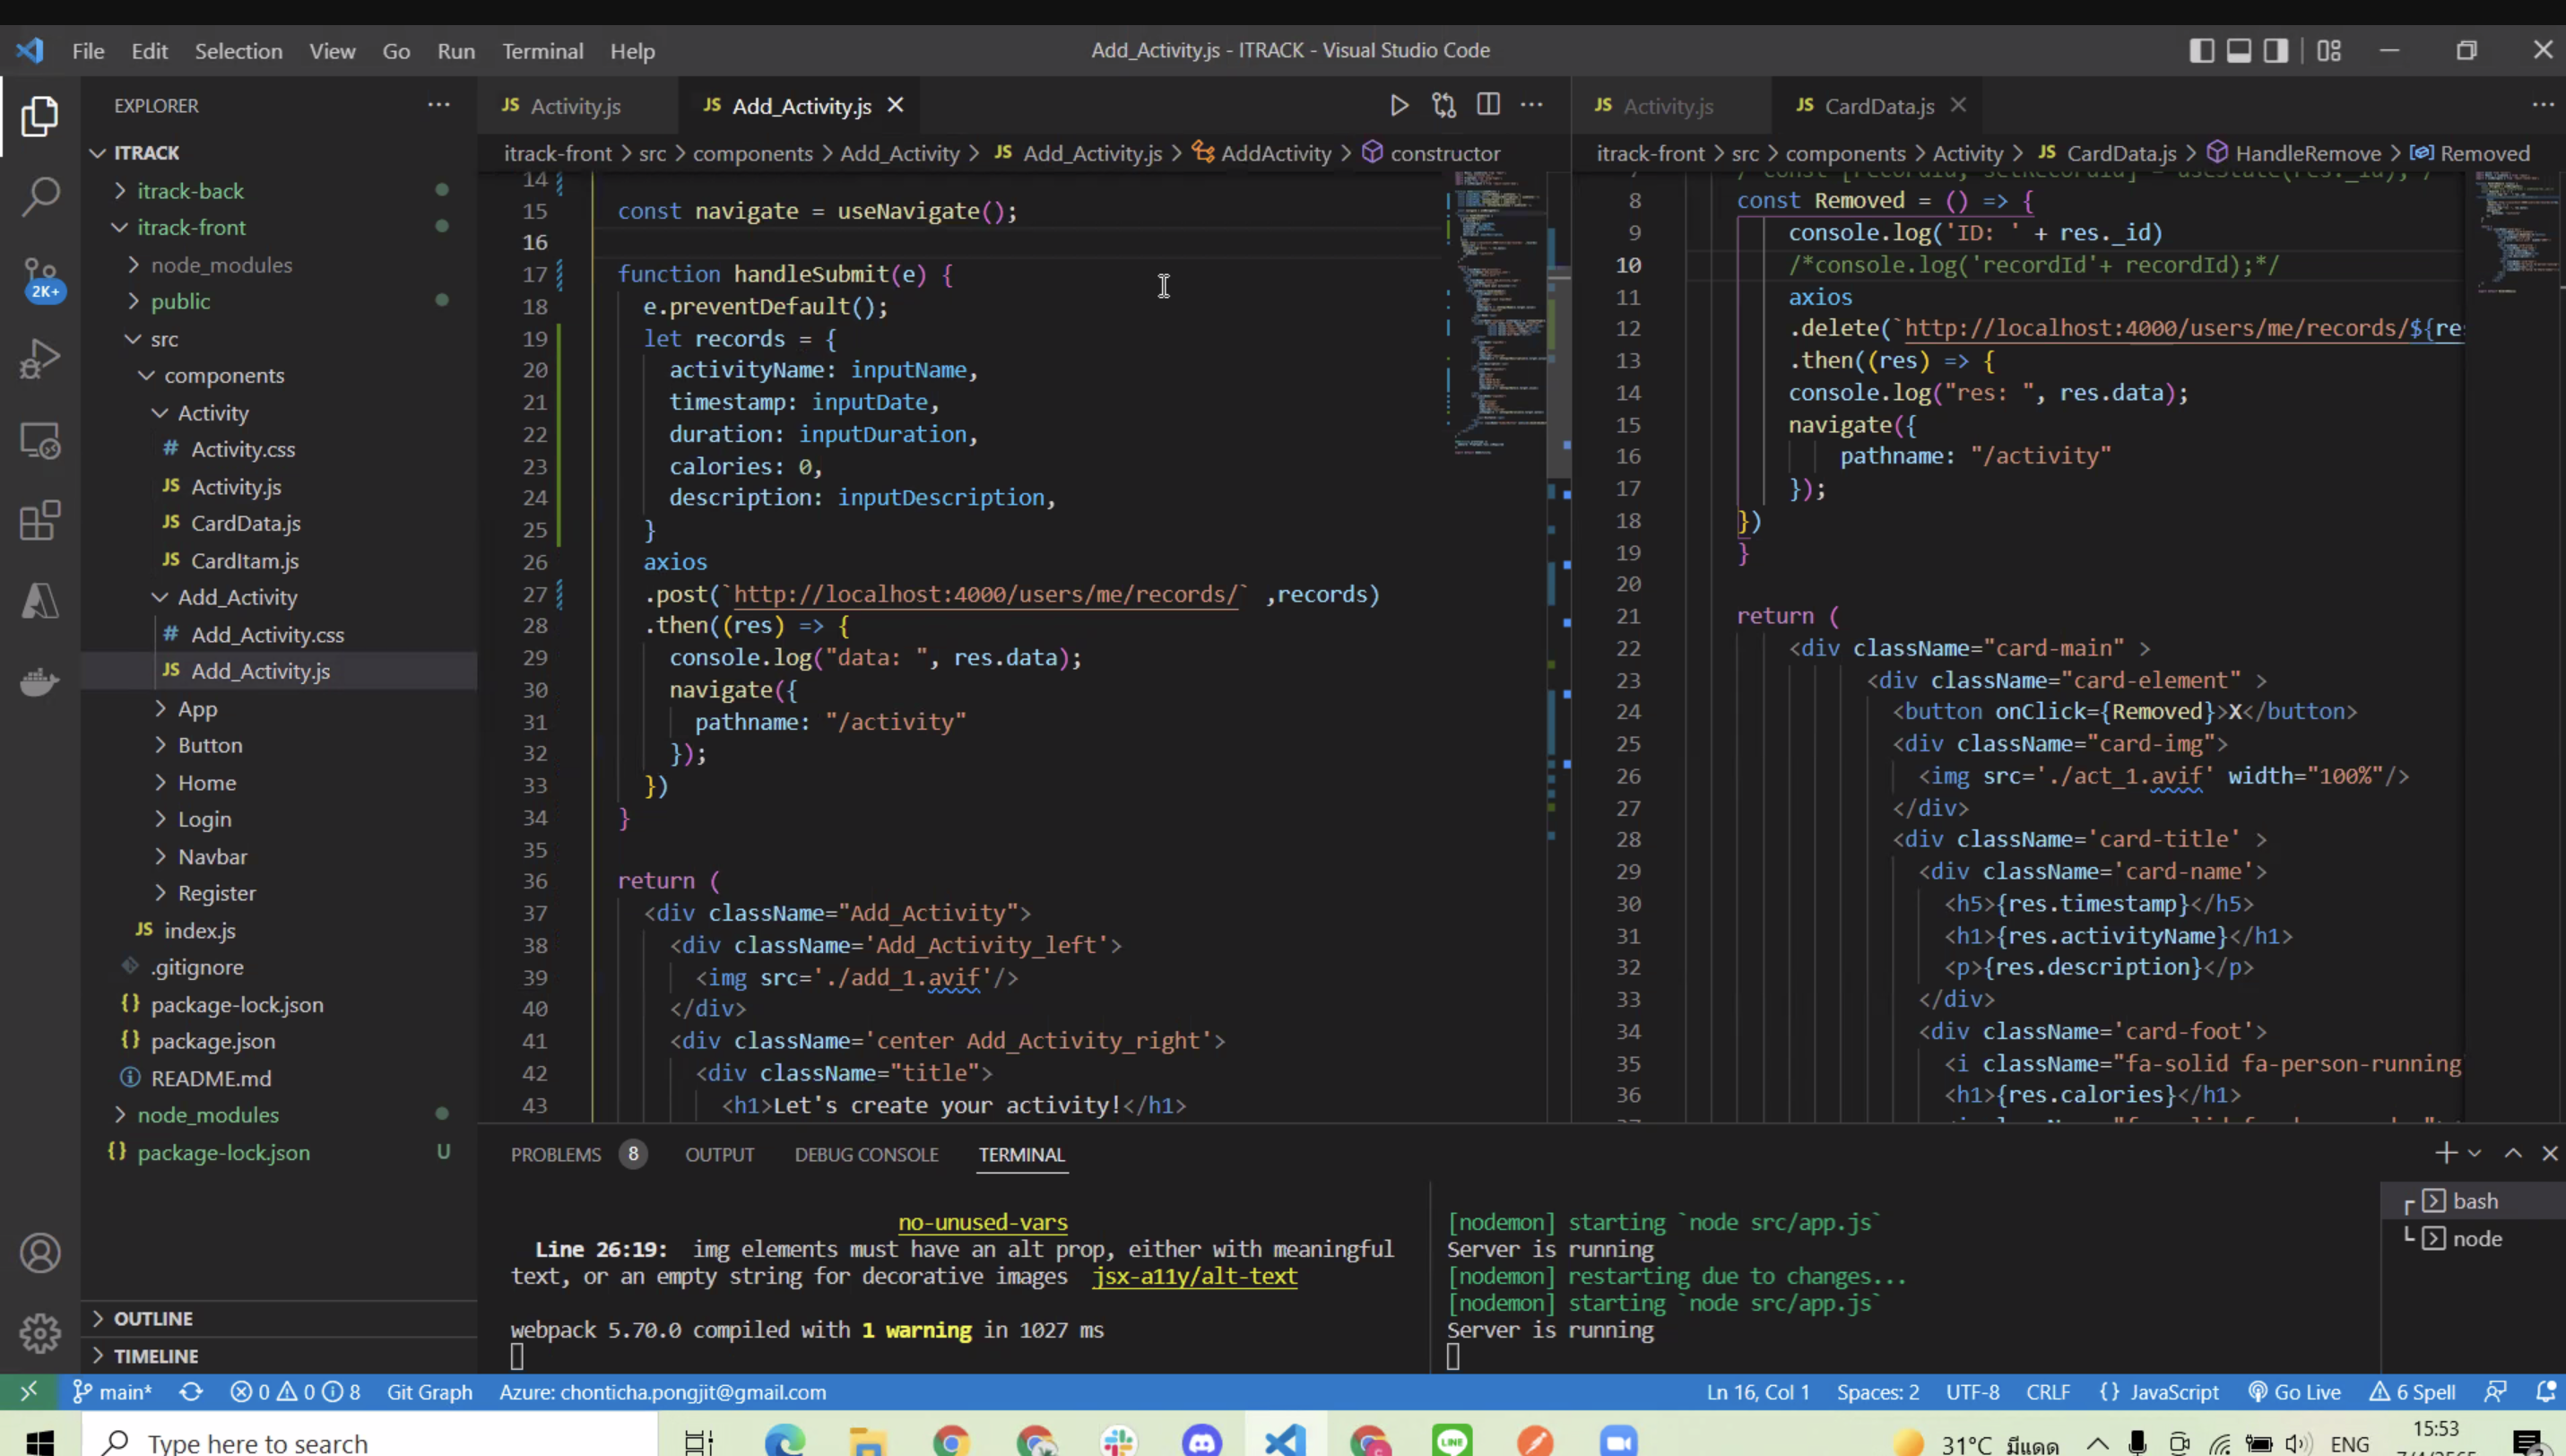 File Edit Selection View Go Run Terminal Help
Add_Activity.js - ITRACK - Visual Studio Code
EXPLORER
ITRACK
itrack-back
itrack-front
node_modules
public
src
components
Activity
# Activity.css
JS Activity.js
JS CardData.js
JS CardItam.js
Add_Activity
# Add_Activity.css
JS Add_Activity.js
App
Button
Home
Login
Navbar
Register
JS index.js
.gitignore
{} package-lock.json
{} package.json
README.md
node_modules
{} package-lock.json U
OUTLINE
TIMELINE
2K+
JS Activity.js JS Add_Activity.js
itrack-front > src > components > Add_Activity > JS Add_Activity.js > AddActivity > constructor
14
15 const navigate = useNavigate();
16
17 function handleSubmit(e) {
18 e.preventDefault();
19 let records = {
20 activityName: inputName,
21 timestamp: inputDate,
22 duration: inputDuration,
23 calories: 0,
24 description: inputDescription,
25 }
26 axios
27 .post(`http://localhost:4000/users/me/records/` ,records)
28 .then((res) => {
29 console.log("data: ", res.data);
30 navigate({
31 pathname: "/activity"
32 });
33 })
34 }
35
36 return (
37 <div className="Add_Activity">
38 <div className='Add_Activity_left'>
39 <img src='./add_1.avif'/>
40 </div>
41 <div className='center Add_Activity_right'>
42 <div className="title">
43 <h1>Let's create your activity!</h1>
JS Activity.js JS CardData.js
itrack-front > src > components > Activity > JS CardData.js > HandleRemove > Removed
8 const Removed = () => {
9 console.log('ID: ' + res._id)
10 /*console.log('recordId'+ recordId);*/
11 axios
12 .delete(`http://localhost:4000/users/me/records/${re
13 .then((res) => {
14 console.log("res: ", res.data);
15 navigate({
16 pathname: "/activity"
17 });
18 })
19 }
20
21 return (
22 <div className="card-main" >
23 <div className="card-element" >
24 <button onClick={Removed}>X</button>
25 <div className="card-img">
26 <img src='./act_1.avif' width="100%"/>
27 </div>
28 <div className='card-title' >
29 <div className='card-name'>
30 <h5>{res.timestamp}</h5>
31 <h1>{res.activityName}</h1>
32 <p>{res.description}</p>
33 </div>
34 <div className='card-foot'>
35 <i className="fa-solid fa-person-running
36 <h1>{res.calories}</h1>
PROBLEMS 8 OUTPUT DEBUG CONSOLE TERMINAL
no-unused-vars
Line 26:19: img elements must have an alt prop, either with meaningful
text, or an empty string for decorative images jsx-a11y/alt-text
webpack 5.70.0 compiled with 1 warning in 1027 ms
[nodemon] starting `node src/app.js`
Server is running
[nodemon] restarting due to changes...
[nodemon] starting `node src/app.js`
Server is running
bash
node
main* 0 0 8 Git Graph Azure: chonticha.pongjit@gmail.com
Ln 16, Col 1 Spaces: 2 UTF-8 CRLF {} JavaScript Go Live 6 Spell
Type here to search
LINE
31°C มีแดด ENG
15:53